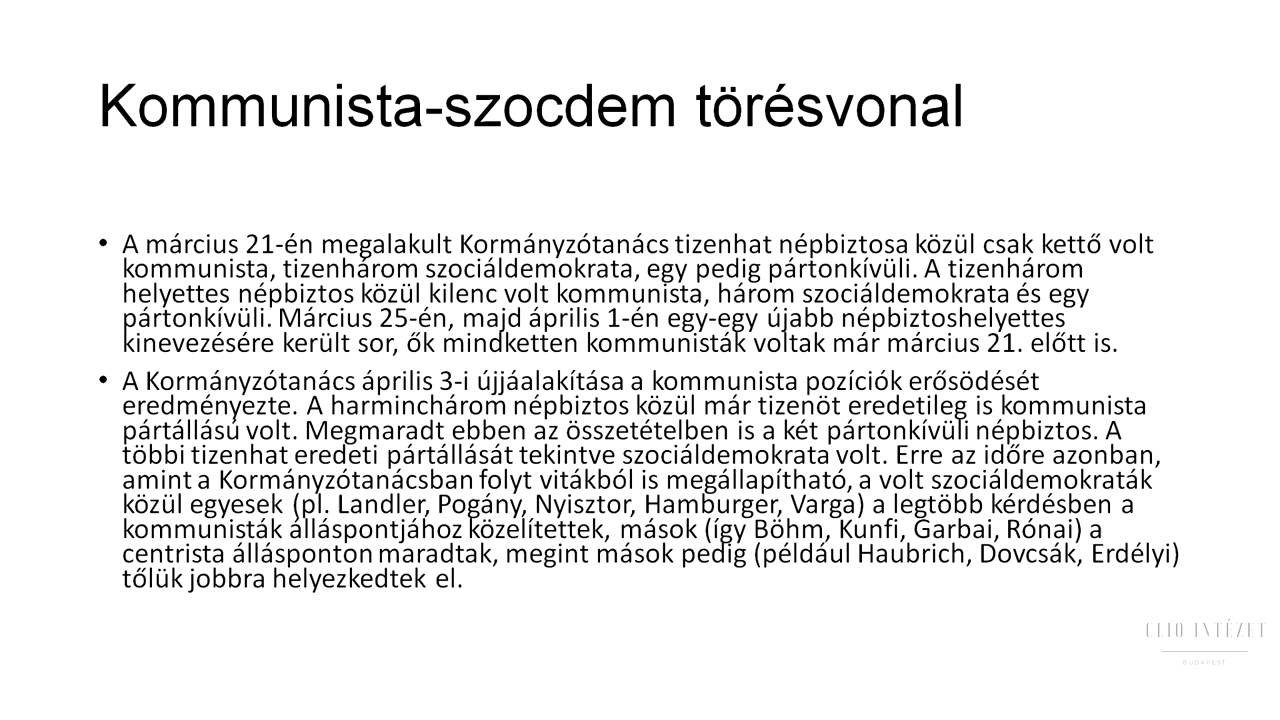 Kommunista-szocdem törésvonal
• A március 21-én megalakult Kormányzótanács tizenhat népbiztosa közül csak kettő volt
kommunista, tizenhárom szociáldemokrata, egy pedig pártonkívüli. A tizenhárom
helyettes népbiztos közül kilenc volt kommunista, három szociáldemokrata és egy
pártonkívüli. Március 25-én, majd április 1-én egy-egy újabb népbiztoshelyettes
kinevezésére került sor, ők mindketten kommunisták voltak már március 21. előtt is.
• A Kormányzótanács április 3-i újjáalakítása a kommunista pozíciók erősödését
eredményezte. A harminchárom népbiztos közül már tizenöt eredetileg is kommunista
pártállású volt. Megmaradt ebben az összetételben is a két pártonkívüli népbiztos. A
többi tizenhat eredeti pártállását tekintve szociáldemokrata volt. Erre az időre azonban,
amint a Kormányzótanácsban folyt vitákból is megállapítható, a volt szociáldemokraták
közül egyesek (pl. Landler, Pogány, Nyisztor, Hamburger, Varga) a legtöbb kérdésben a
kommunisták álláspontjához közelítettek, mások (így Böhm, Kunfi, Garbai, Rónai) a
centrista állásponton maradtak, megint mások pedig (például Haubrich, Dovcsák, Erdélyi)
tőlük jobbra helyezkedtek el.
CLIO INTÉZET
BUDAPEST